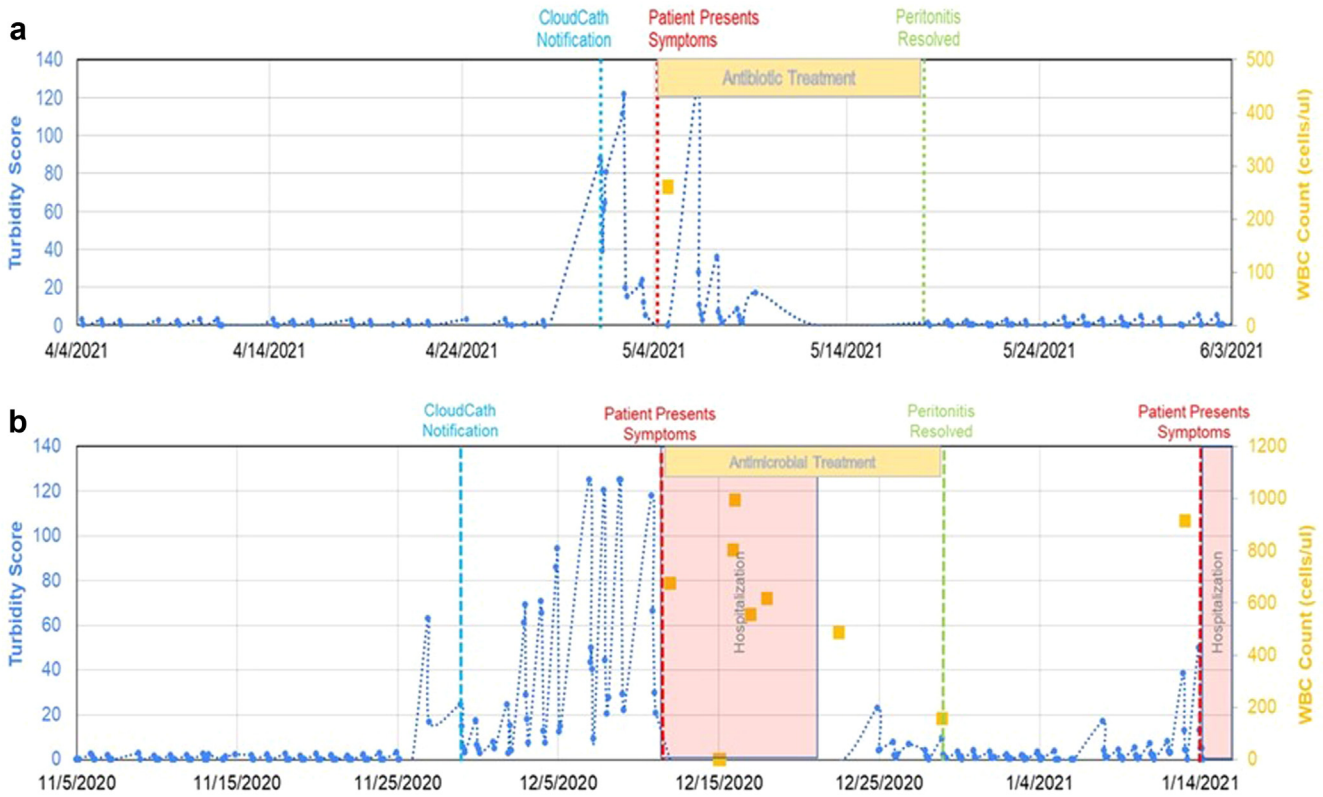 a
CloudCath
Notification
Patient Presents
Symptoms
Peritonitis
Resolved
Antibiotic Treatment
140
120
100
80
60
40
20
0
Turbidity Score
500
400
300
200
100
0
WBC Count (cells/ul)
4/4/2021
4/14/2021
4/24/2021
5/4/2021
5/14/2021
5/24/2021
6/3/2021
b
CloudCath
Notification
Patient Presents
Symptoms
Peritonitis
Resolved
Patient Presents
Symptoms
Antimicrobial Treatment
Hospitalization
Hospitalization
140
120
100
80
60
40
20
0
Turbidity Score
1200
1000
800
600
400
200
0
WBC Count (cells/ul)
11/5/2020
11/15/2020
11/25/2020
12/5/2020
12/15/2020
12/25/2020
1/4/2021
1/14/2021